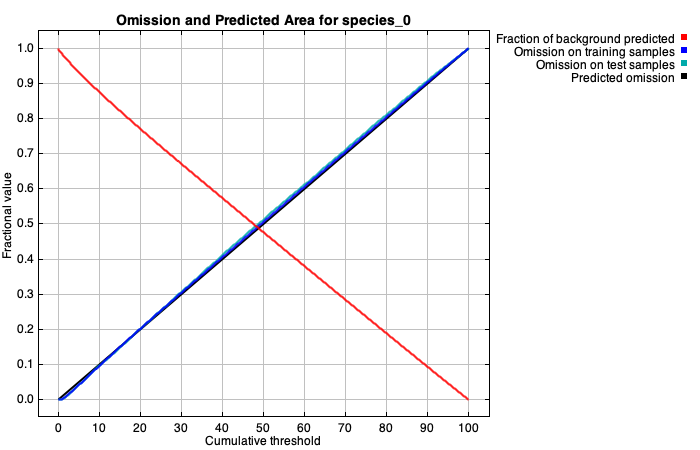 Omission and Predicted Area for species_0
Fraction of background predicted
Omission on training samples
Omission on test samples
Predicted omission
Fractional value
1.0
0.9
0.8
0.7
0.6
0.5
0.4
0.3
0.2
0.1
0.0
0 10 20 30 40 50 60 70 80 90 100
Cumulative threshold